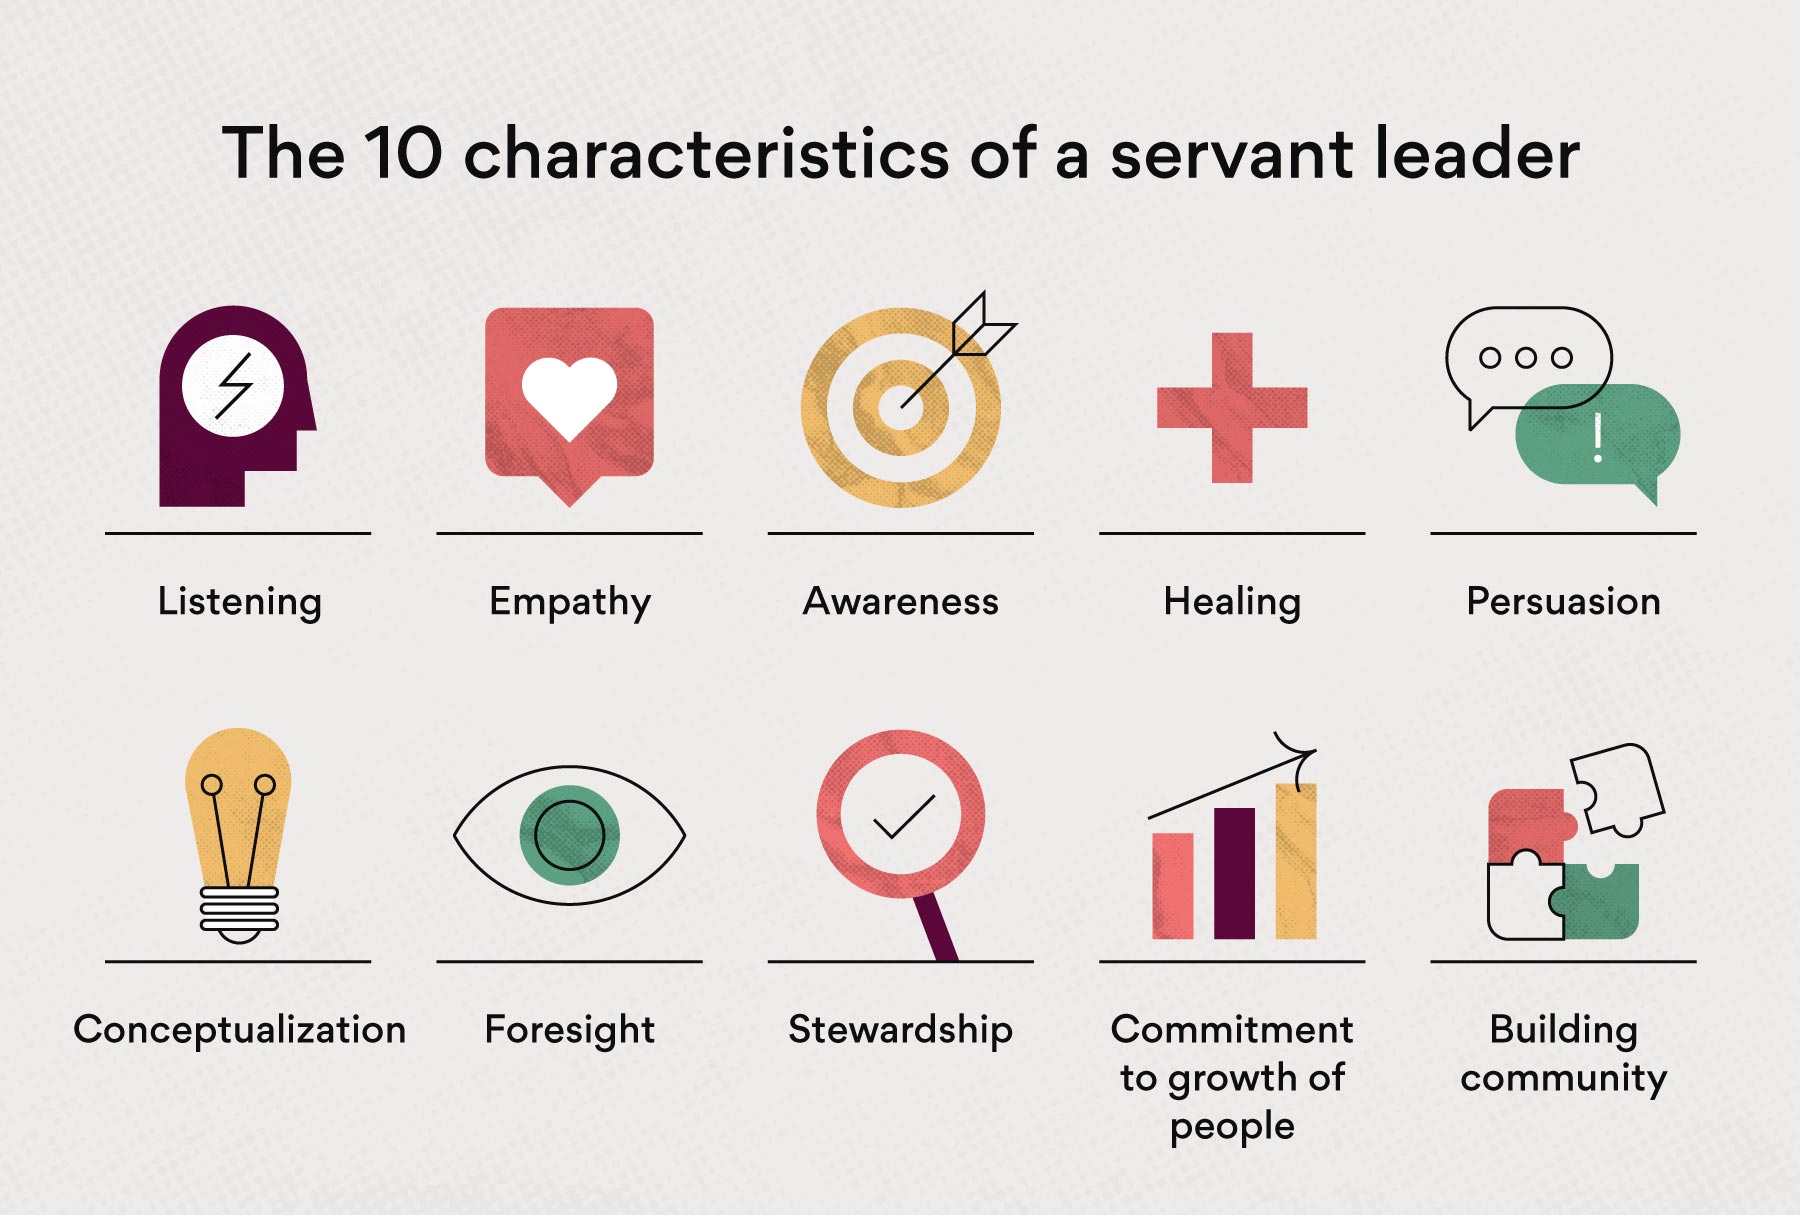 The 10 characteristics of a servant leader
!
Listening
Empathy
Awareness
Healing
Persuasion
Conceptualization
Foresight
Stewardship
Commitment
to growth of
people
Building
community